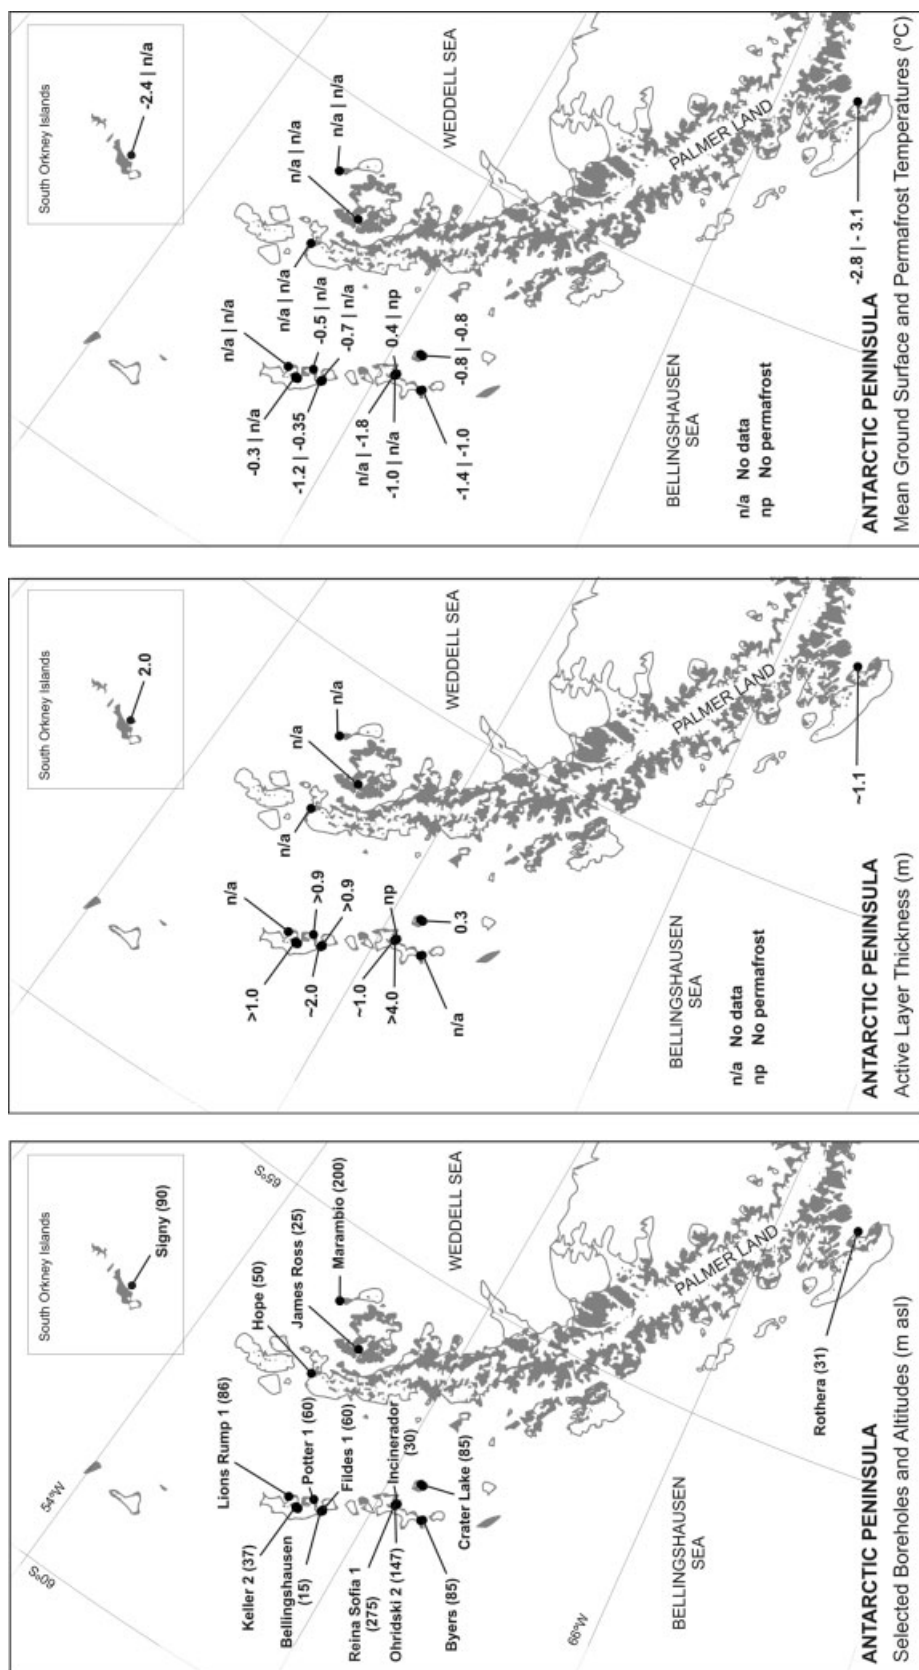 South Orkney Islands
Signy (90)
60ºS
54ºW
65ºS
66ºW
Lions Rump 1 (86)
Keller 2 (37)
Hope (50)
Potter 1 (60)
Bellingshausen
(15)
James Ross (25)
Fildes 1 (60)
Marambio (200)
Reina Sofia 1
(275)
Incinerador
(30)
Ohridski 2 (147)
Byers (85)
Crater Lake (85)
WEDDELL SEA
BELLINGSHAUSEN
SEA
PALMER LAND
Rothera (31)
ANTARCTIC PENINSULA
Selected Boreholes and Altitudes (m asl)
South Orkney Islands
2.0
n/a
>1.0
n/a
>0.9
~2.0
n/a
>0.9
n/a
~1.0
np
>4.0
n/a
0.3
WEDDELL SEA
BELLINGSHAUSEN
SEA
PALMER LAND
n/a No data
np No permafrost
~1.1
ANTARCTIC PENINSULA
Active Layer Thickness (m)
South Orkney Islands
-2.4 | n/a
n/a | n/a
-0.3 | n/a
n/a | n/a
-0.5 | n/a
-1.2 | -0.35
n/a | n/a
-0.7 | n/a
n/a | n/a
n/a | -1.8
0.4 | np
-1.0 | n/a
-1.4 | -1.0
-0.8 | -0.8
WEDDELL SEA
BELLINGSHAUSEN
SEA
PALMER LAND
n/a No data
np No permafrost
-2.8 | - 3.1
ANTARCTIC PENINSULA
Mean Ground Surface and Permafrost Temperatures (ºC)